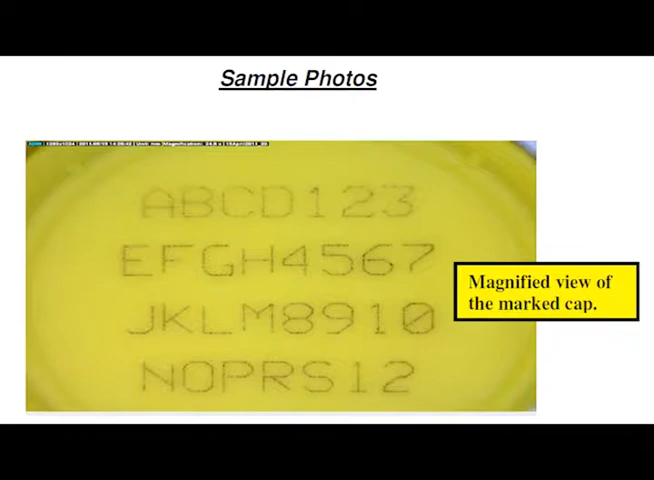 Sample Photos
ABCD123
EFGH4567
JKLM8910
NOPRS12
Magnified view of
the marked cap.